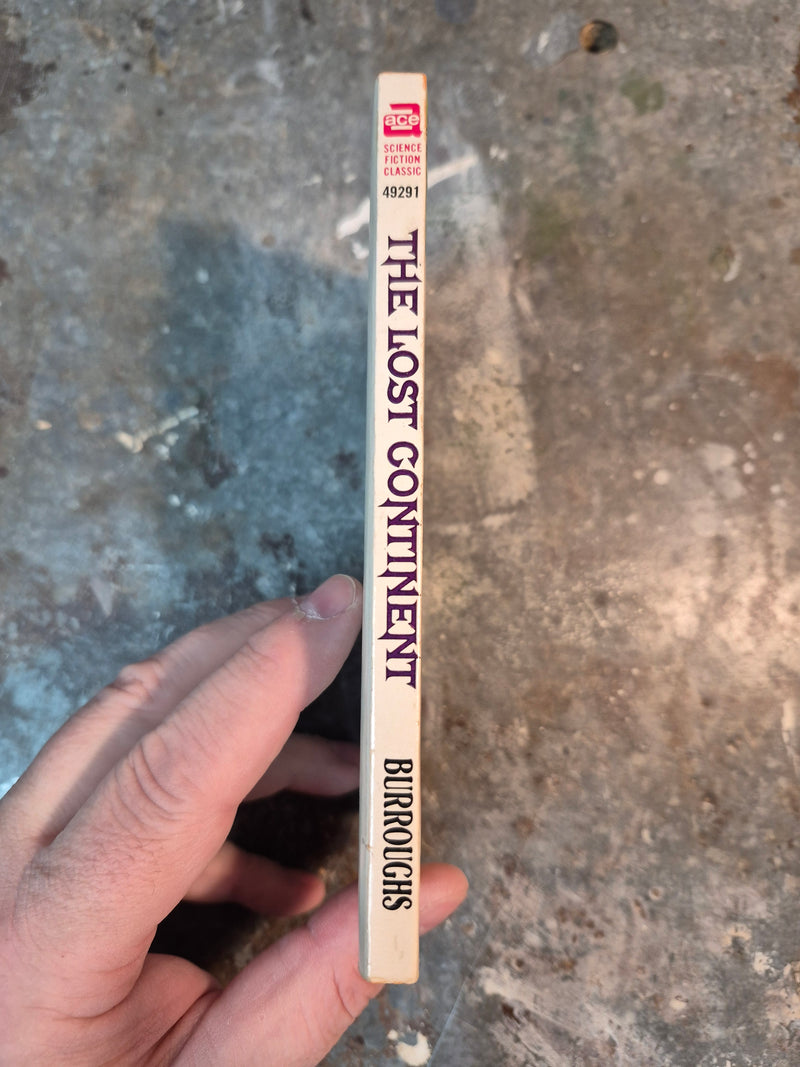 ace
SCIENCE
FICTION
CLASSIC
49291
THE LOST CONTINENT
BURROUGHS